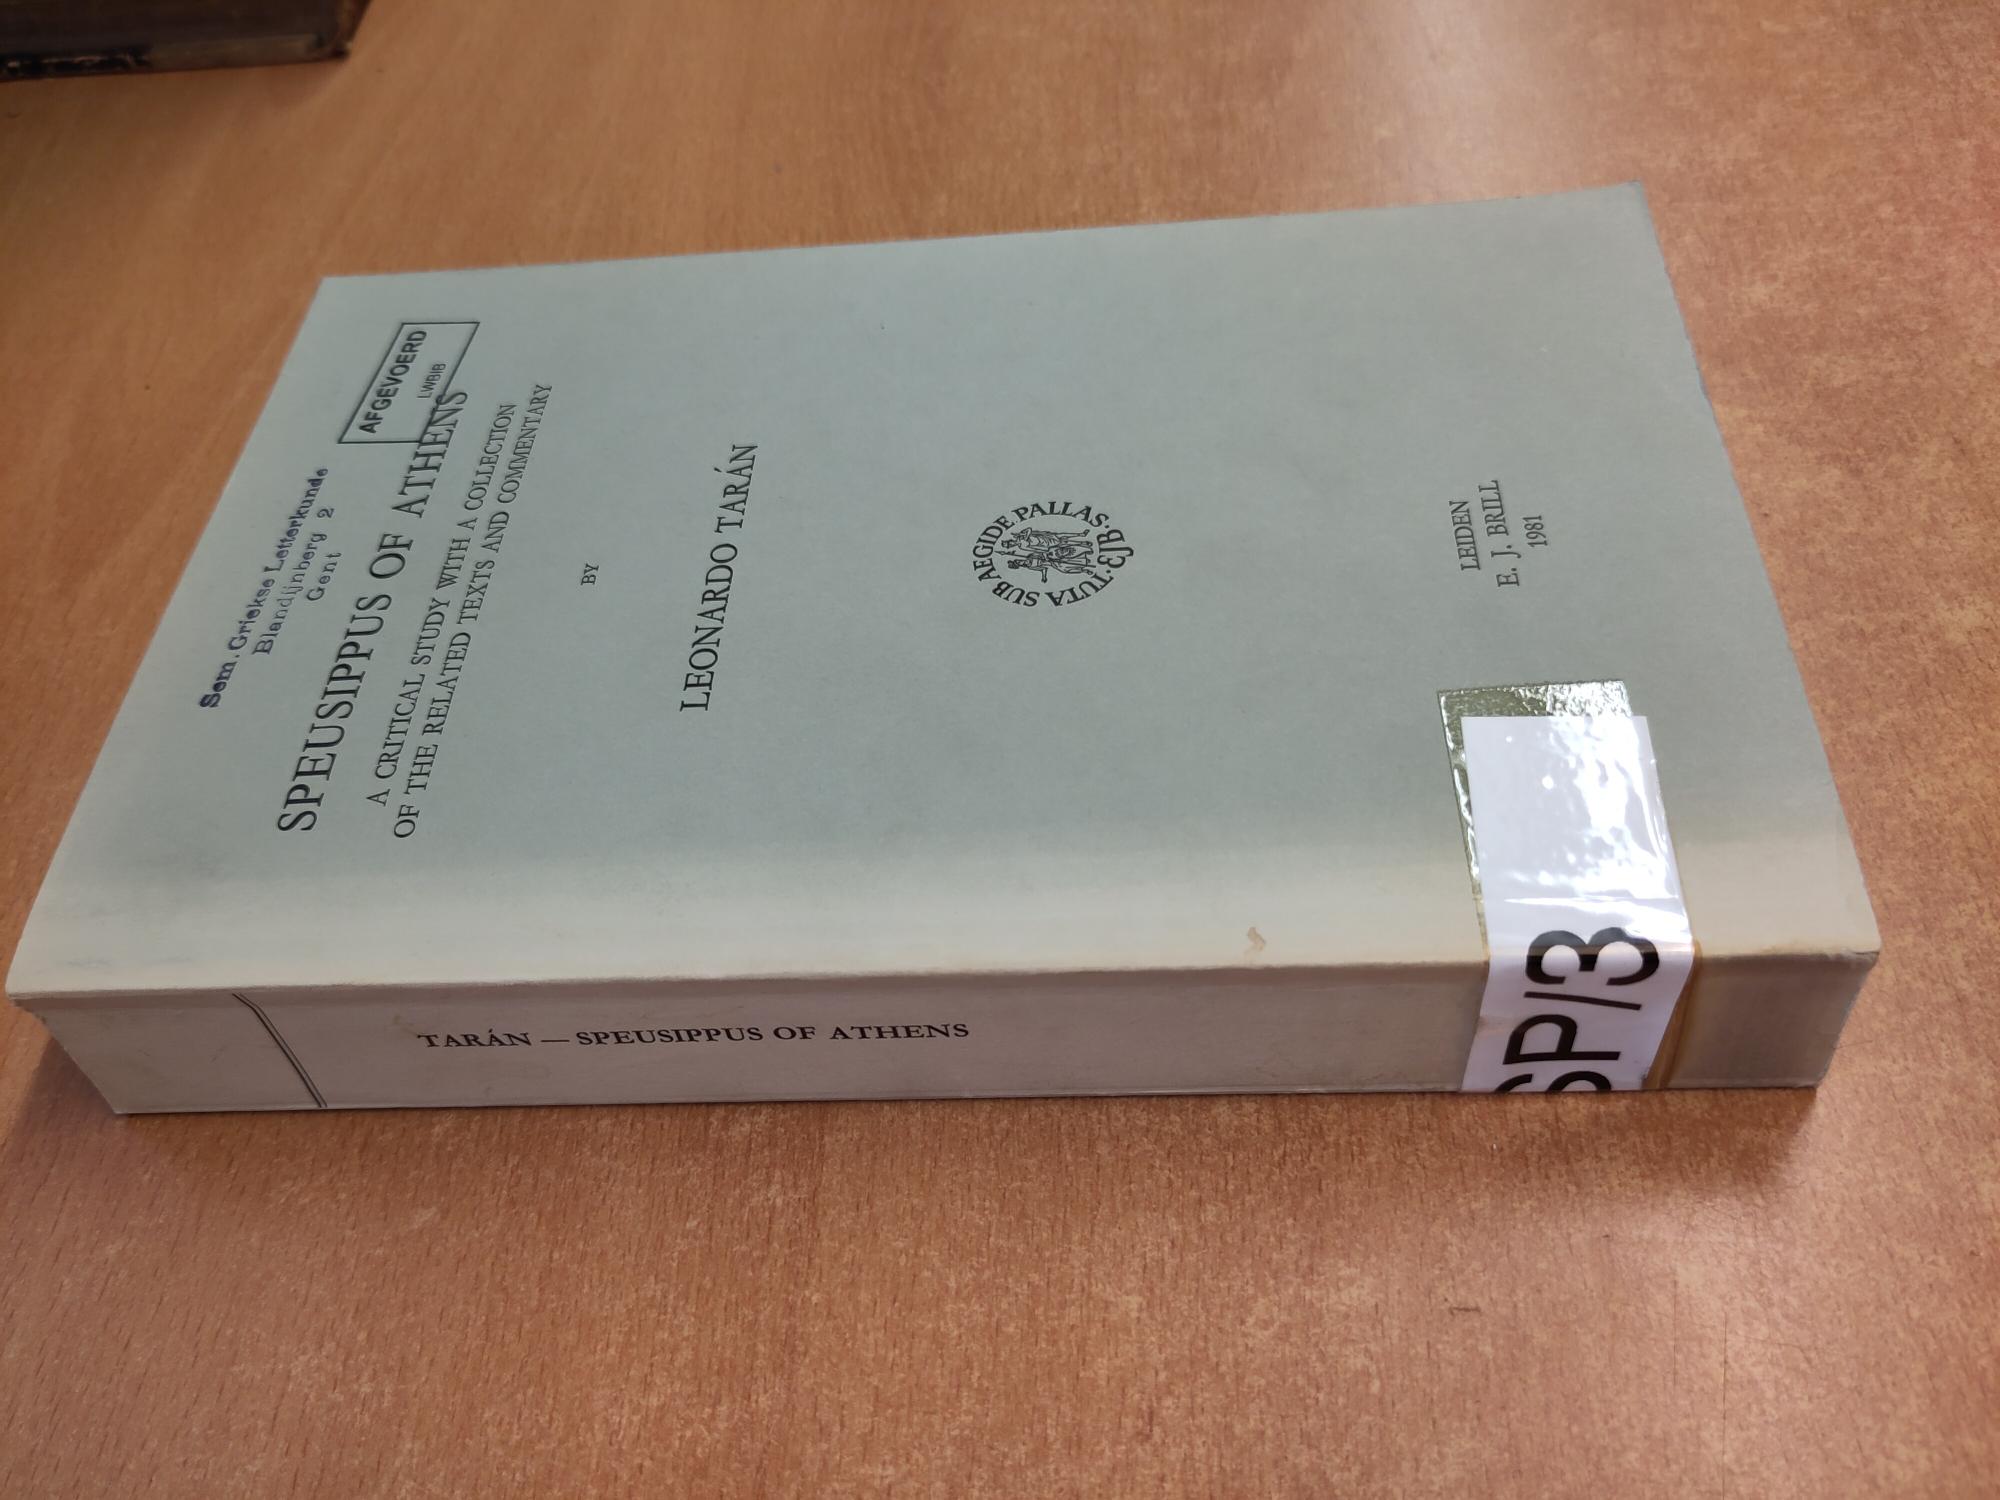 Sem. Griekse Letterkunde
Blandijnberg 2
Gent
AFGEVOERD
LWBIB
SPEUSIPPUS OF ATHENS
A CRITICAL STUDY WITH A COLLECTION
OF THE RELATED TEXTS AND COMMENTARY
BY
LEONARDO TARÁN
TUTA SUB AEGIDE PALLAS · EJB ·
LEIDEN
E. J. BRILL
1981
TARÁN — SPEUSIPPUS OF ATHENS
SP/3